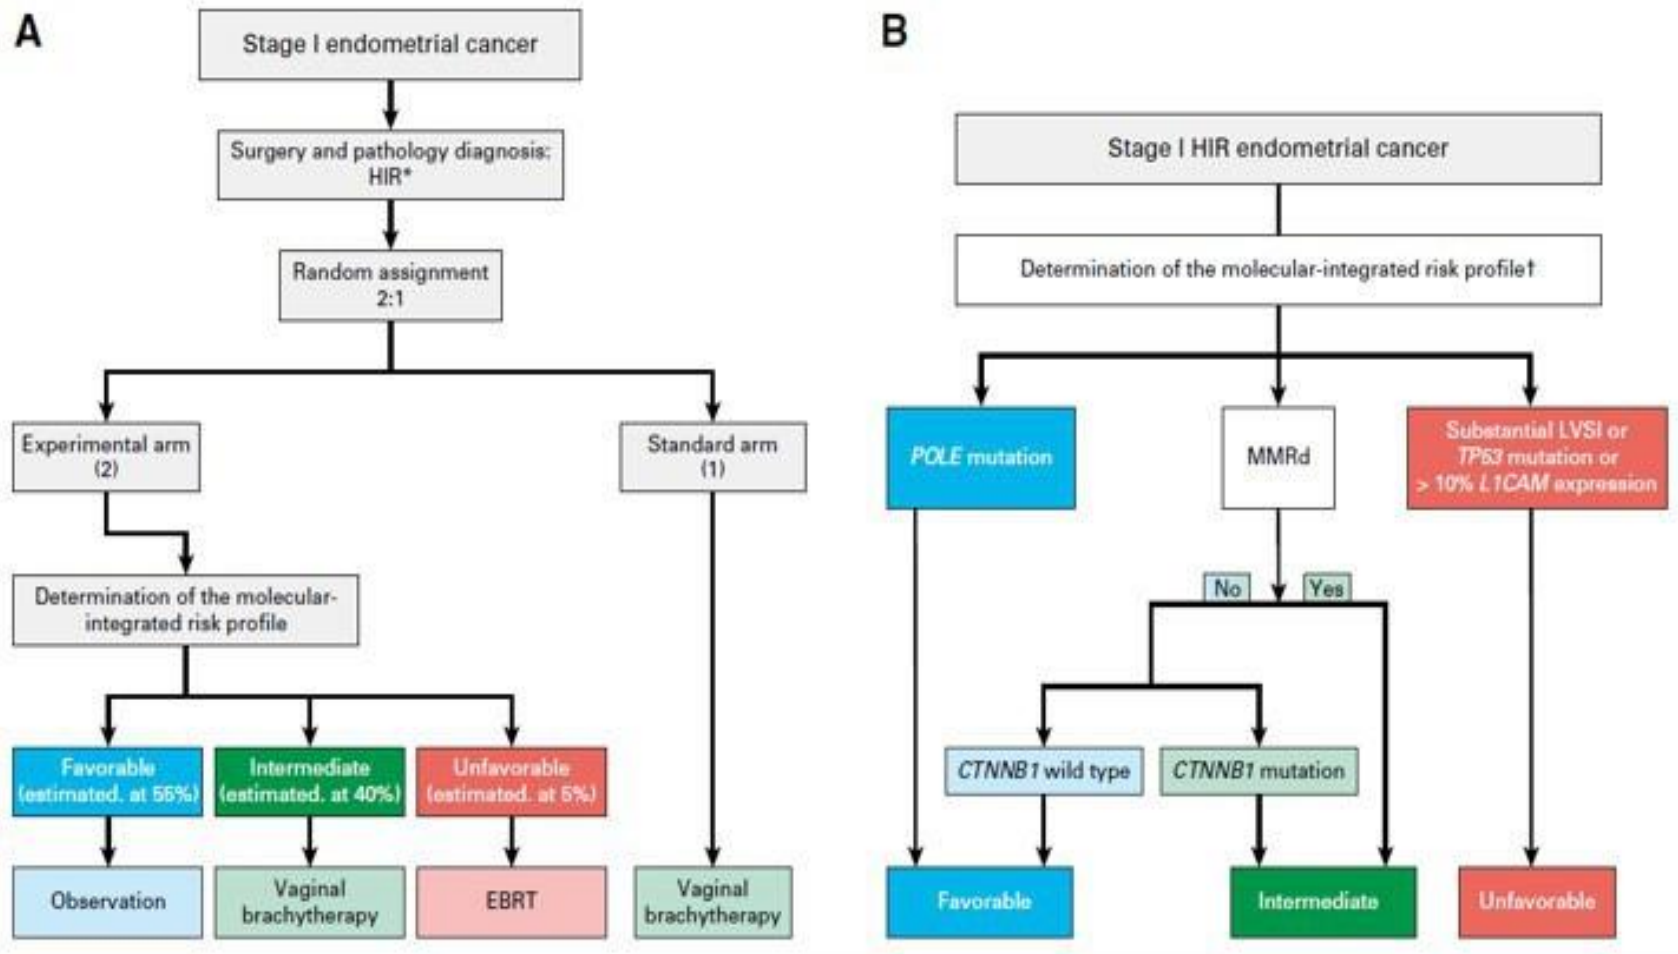 A
Stage I endometrial cancer
Surgery and pathology diagnosis:
HIR*
Random assignment
2:1
Experimental arm
(2)
Standard arm
(1)
Determination of the molecular-
integrated risk profile
Favorable
(estimated. at 55%)
Intermediate
(estimated. at 40%)
Unfavorable
(estimated. at 5%)
Observation
Vaginal
brachytherapy
EBRT
Vaginal
brachytherapy
B
Stage I HIR endometrial cancer
Determination of the molecular-integrated risk profile†
POLE mutation
MMRd
Substantial LVSI or
TP53 mutation or
> 10% L1CAM expression
No
Yes
CTNNB1 wild type
CTNNB1 mutation
Favorable
Intermediate
Unfavorable